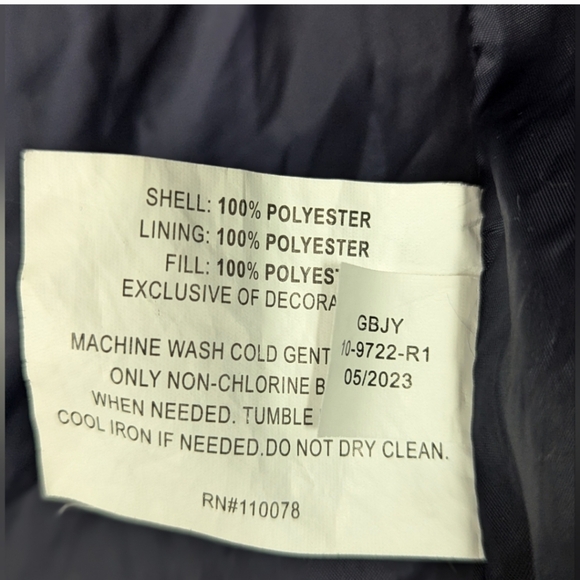 SHELL: 100% POLYESTER
LINING: 100% POLYESTER
FILL: 100% POLYEST
EXCLUSIVE OF DECORA
MACHINE WASH COLD GENT
ONLY NON-CHLORINE B
WHEN NEEDED. TUMBLE
COOL IRON IF NEEDED.DO NOT DRY CLEAN.
RN#110078
GBJY
10-9722-R1
05/2023